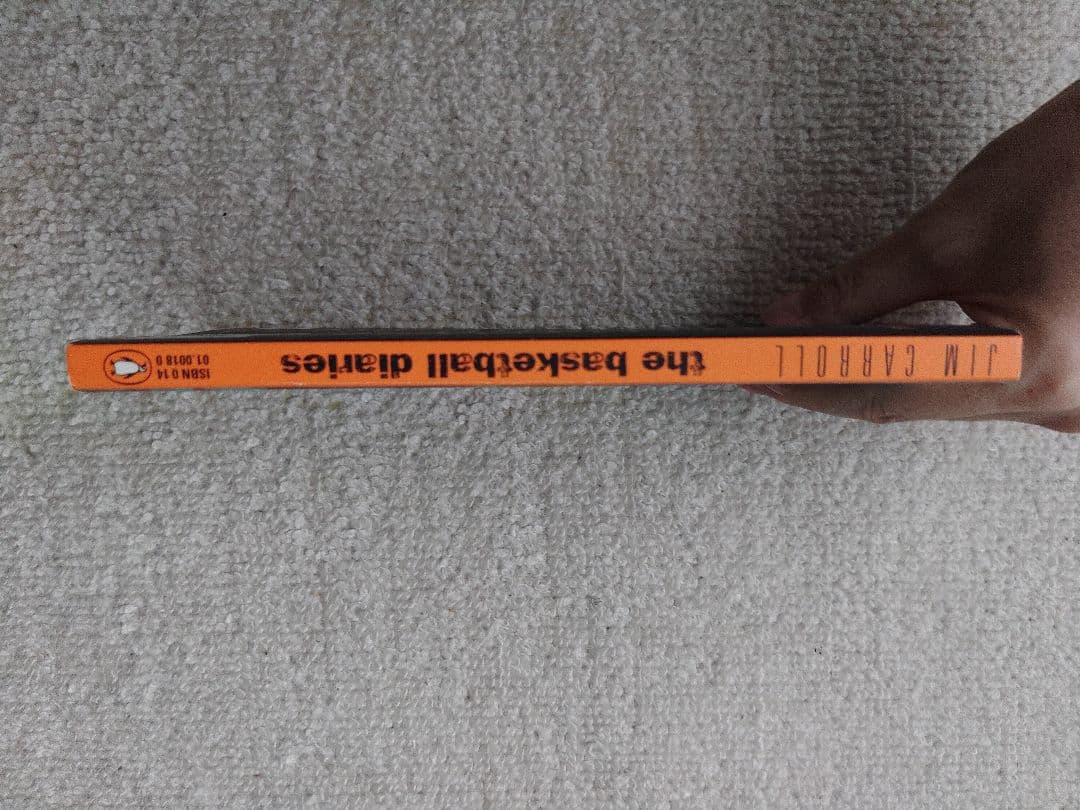 JIM CARROLL
the basketball diaries
ISBN 0 14
01.0018 0